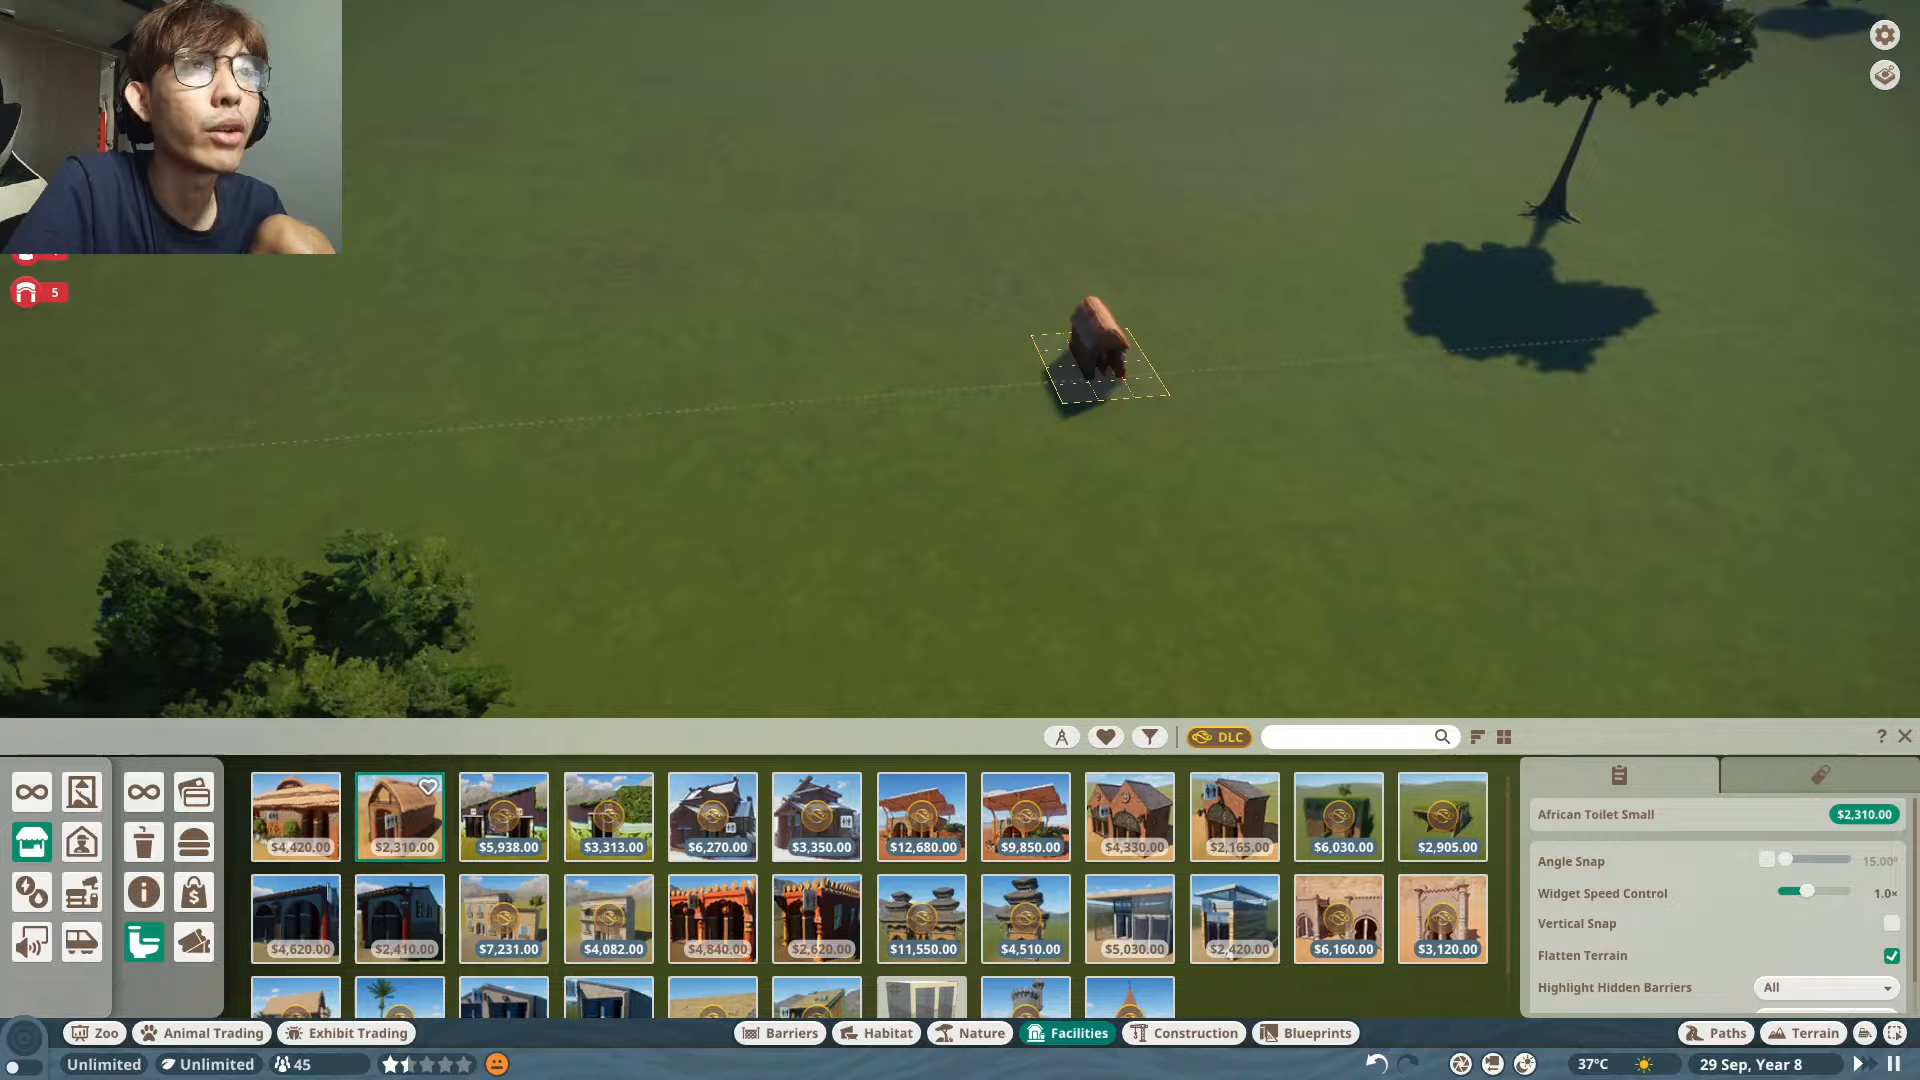 5
DLC
?
$4,420.00
$2,310.00
$5,938.00
$3,313.00
$6,270.00
$3,350.00
$12,680.00
$9,850.00
$4,330.00
$2,165.00
$6,030.00
$2,905.00
$4,620.00
$2,410.00
$7,231.00
$4,082.00
$4,840.00
$2,620.00
$11,550.00
$4,510.00
$5,030.00
$2,420.00
$6,160.00
$3,120.00
African Toilet Small
$2,310.00
Angle Snap
15.00°
Widget Speed Control
1.0×
Vertical Snap
Flatten Terrain
Highlight Hidden Barriers
All
Zoo
Animal Trading
Exhibit Trading
Barriers
Habitat
Nature
Facilities
Construction
Blueprints
Paths
Terrain
Unlimited
Unlimited
45
37°C
29 Sep, Year 8